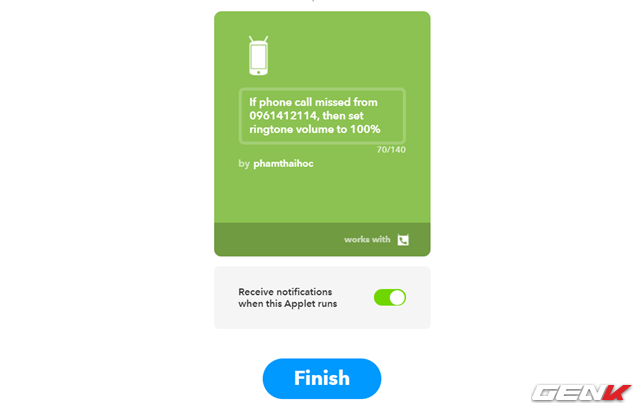 If phone call missed from
0961412114, then set
ringtone volume to 100%
70/140
by phamthaihoc
works with
Receive notifications
when this Applet runs
Finish
GENK